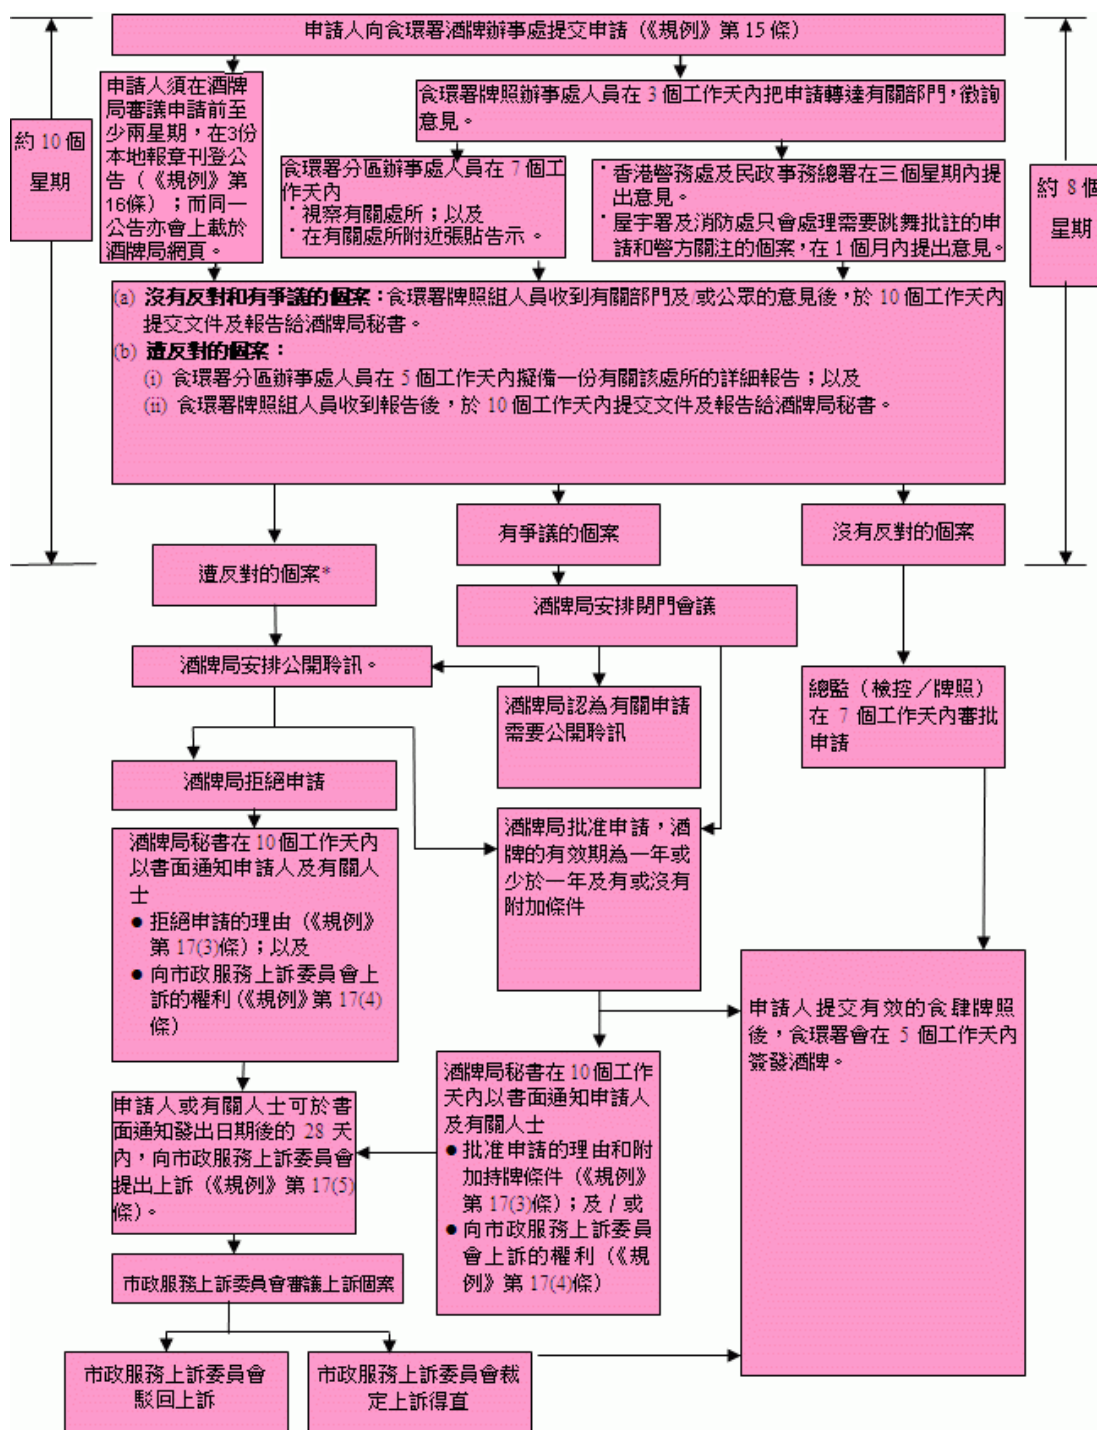 申請人向食環署酒牌辦事處提交申請（《規例》第 15 條）
申請人須在酒牌
局審議申請前至
少兩星期，在3份
本地報章刊登公
告（《規例》第
16條）；而同一
公告亦會上載於
酒牌局網頁。
食環署牌照辦事處人員在 3 個工作天內把申請轉達有關部門，徵詢
意見。
約 10 個
星期
食環署分區辦事處人員在 7 個工
作天內
· 視察有關處所；以及
· 在有關處所附近張貼告示。
· 香港警務處及民政事務總署在三個星期內提
出意見。
· 屋宇署及消防處只會處理需要跳舞批註的申
請和警方關注的個案，在 1 個月內提出意見。
約 8 個
星期
(a) 沒有反對和有爭議的個案：食環署牌照組人員收到有關部門及/或公眾的意見後，於 10 個工作天內
提交文件及報告給酒牌局秘書。
(b) 遭反對的個案：
(i) 食環署分區辦事處人員在 5 個工作天內擬備一份有關該處所的詳細報告；以及
(ii) 食環署牌照組人員收到報告後，於 10 個工作天內提交文件及報告給酒牌局秘書。
有爭議的個案
沒有反對的個案
遭反對的個案*
酒牌局安排閉門會議
酒牌局安排公開聆訊。
酒牌局認為有關申請
需要公開聆訊
總監（檢控／牌照）
在 7 個工作天內審批
申請
酒牌局拒絕申請
酒牌局批准申請，酒
牌的有效期為一年或
少於一年及有或沒有
附加條件
酒牌局秘書在 10 個工作天內
以書面通知申請人及有關人
士
● 拒絕申請的理由（《規例》
第 17(3)條）；以及
● 向市政服務上訴委員會上
訴的權利（《規例》第 17(4)
條）
申請人提交有效的食肆牌照
後，食環署會在 5 個工作天內
簽發酒牌。
酒牌局秘書在 10 個工作
天內以書面通知申請人
及有關人士
● 批准申請的理由和附
加持牌條件（《規例》
第 17(3)條）；及 / 或
● 向市政服務上訴委員
會上訴的權利（《規
例》第 17(4)條）
申請人或有關人士可於書
面通知發出日期後的 28 天
內，向市政服務上訴委員會
提出上訴（《規例》第 17(5)
條）。
市政服務上訴委員會審議上訴個案
市政服務上訴委員會
駁回上訴
市政服務上訴委員會裁
定上訴得直